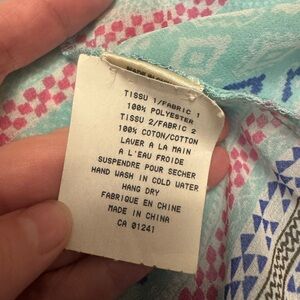 TISSU 1/FABRIC 1
100% POLYESTER
TISSU 2/FABRIC 2
100% COTON/COTTON
LAVER A LA MAIN
A L'EAU FROIDE
SUSPENDRE POUR SECHER
HAND WASH IN COLD WATER
HANG DRY
FABRIQUE EN CHINE
MADE IN CHINA
CA 01241